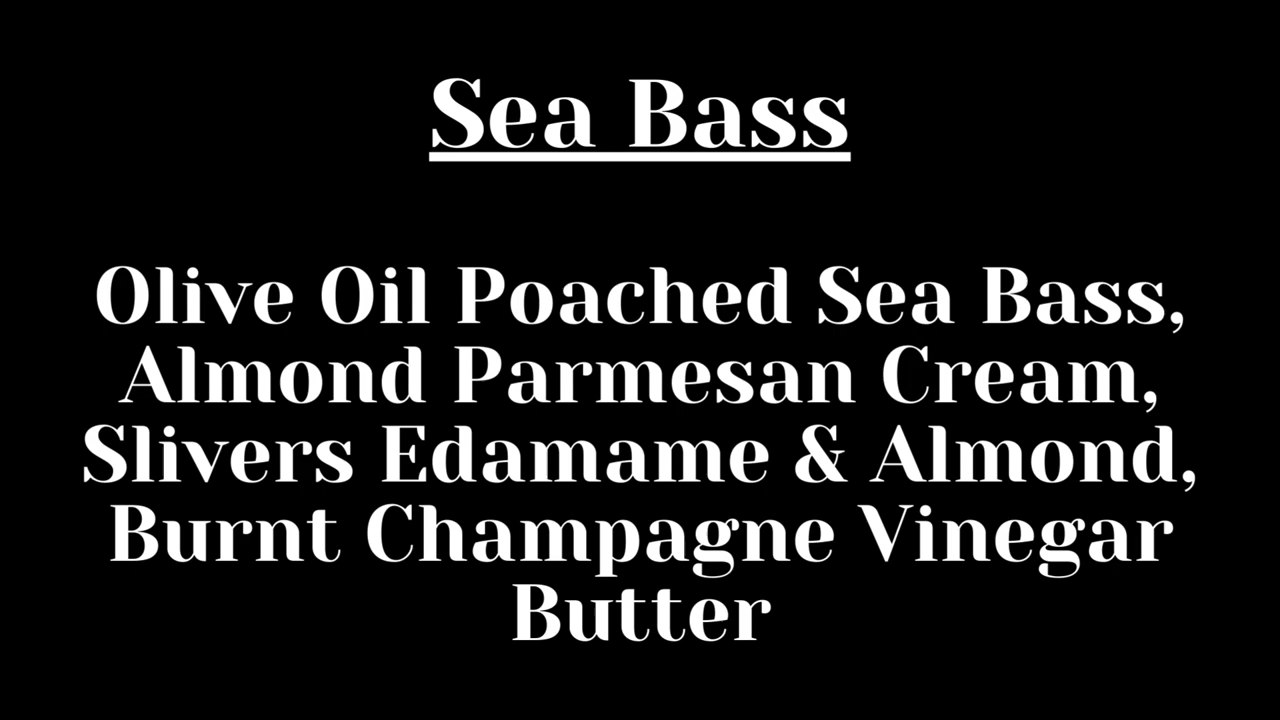 Sea Bass
Olive Oil Poached Sea Bass,
Almond Parmesan Cream,
Slivers Edamame & Almond,
Burnt Champagne Vinegar
Butter